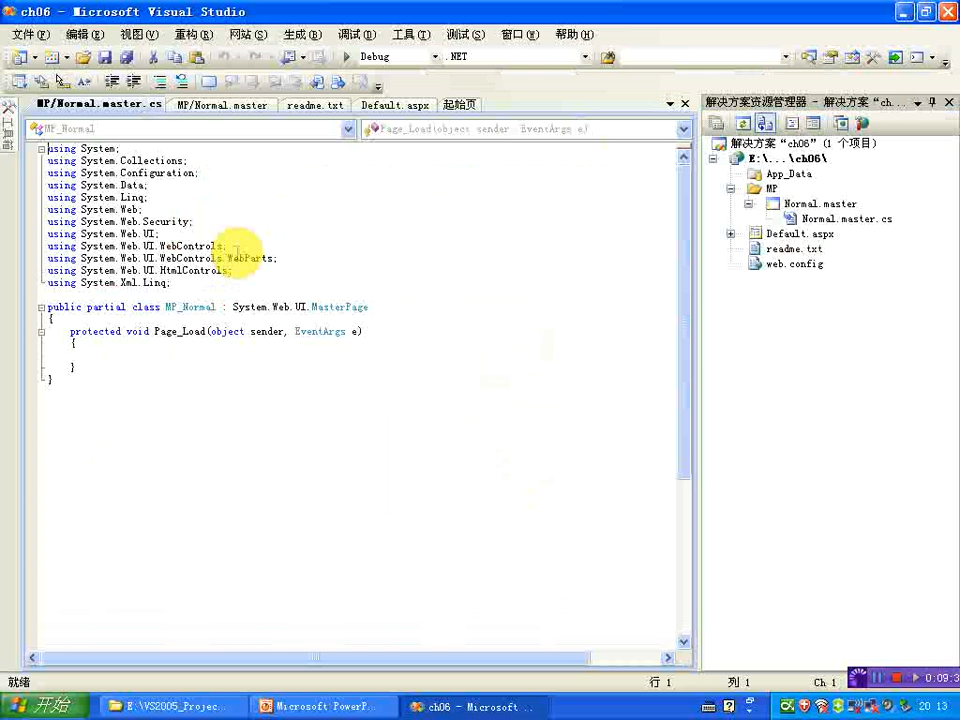 ch06 - Microsoft Visual Studio
文件(F) 编辑(E) 视图(V) 重构(R) 网站(S) 生成(B) 调试(D) 工具(T) 测试(S) 窗口(W) 帮助(H)
Debug .NET
MP/Normal.master.cs MP/Normal.master readme.txt Default.aspx 起始页
MP_Normal Page_Load(object sender EventArgs e)
using System;
using System.Collections;
using System.Configuration;
using System.Data;
using System.Linq;
using System.Web;
using System.Web.Security;
using System.Web.UI;
using System.Web.UI.WebControls;
using System.Web.UI.WebControls.WebParts;
using System.Web.UI.HtmlControls;
using System.Xml.Linq;
public partial class MP_Normal : System.Web.UI.MasterPage
{
protected void Page_Load(object sender, EventArgs e)
{
}
}
工具箱
解决方案资源管理器 - 解决方案“ch...
解决方案“ch06”(1 个项目)
E:\...\ch06\
App_Data
MP
Normal.master
Normal.master.cs
Default.aspx
readme.txt
web.config
就绪 行 1 列 1 Ch 1
0:09:3
开始 E:\VS2005_Projec... Microsoft PowerP... ch06 - Microsoft ... 20 13